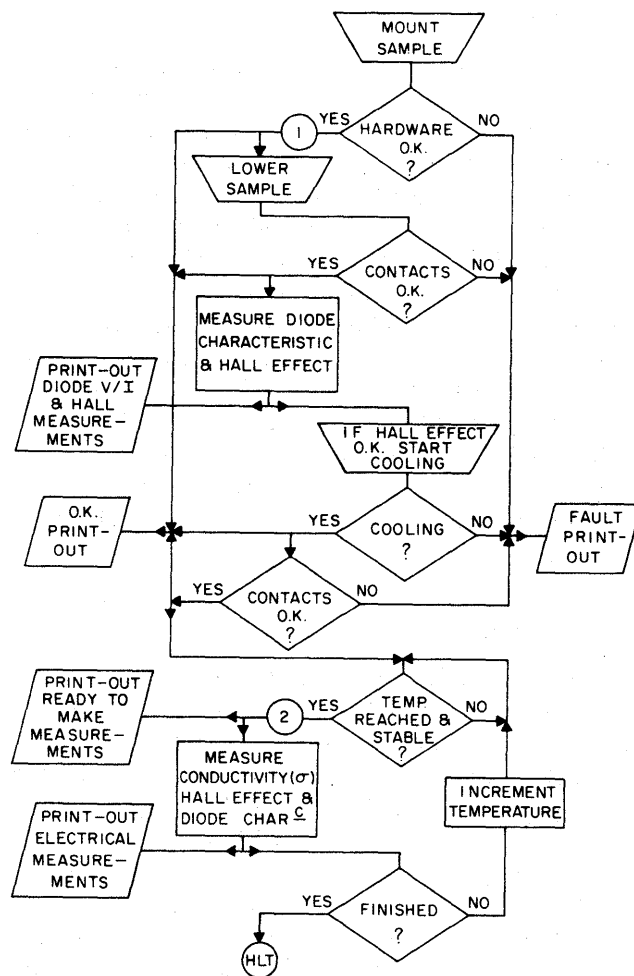 MOUNT
SAMPLE
YES
1
HARDWARE
O.K.
?
NO
LOWER
SAMPLE
YES
CONTACTS
O.K.
?
NO
MEASURE DIODE
CHARACTERISTIC
& HALL EFFECT
PRINT-OUT
DIODE V/I
& HALL
MEASURE-
MENTS
IF HALL EFFECT
O.K. START
COOLING
O.K.
PRINT-
OUT
YES
COOLING
?
NO
FAULT
PRINT-
OUT
YES
CONTACTS
O.K.
?
NO
PRINT-OUT
READY TO
MAKE
MEASURE-
MENTS
2
YES
TEMP.
REACHED &
STABLE
?
NO
MEASURE
CONDUCTIVITY(σ)
HALL EFFECT &
DIODE CHAR C
INCREMENT
TEMPERATURE
PRINT-OUT
ELECTRICAL
MEASURE-
MENTS
YES
FINISHED
?
NO
HLT